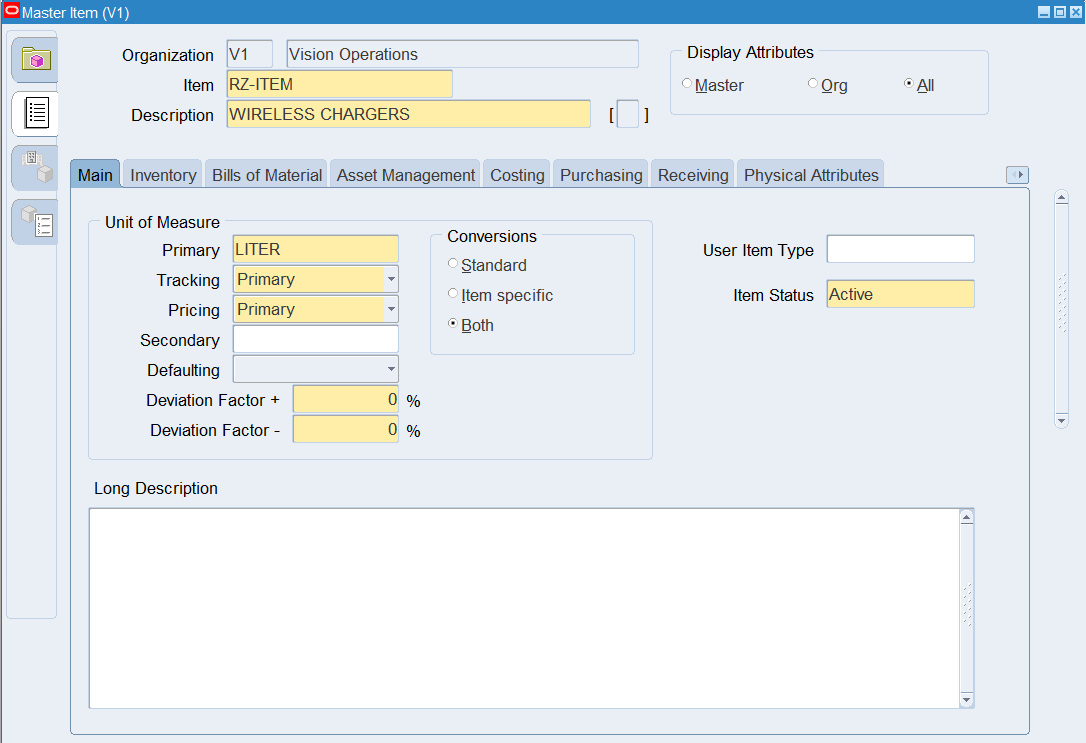 Master Item (V1)
Organization V1 Vision Operations
Item RZ-ITEM
Description WIRELESS CHARGERS [ ]
Display Attributes
Master Org All
Main Inventory Bills of Material Asset Management Costing Purchasing Receiving Physical Attributes
Unit of Measure
Primary LITER
Tracking Primary
Pricing Primary
Secondary
Defaulting
Deviation Factor + 0 %
Deviation Factor - 0 %
Conversions
Standard
Item specific
Both
User Item Type
Item Status Active
Long Description